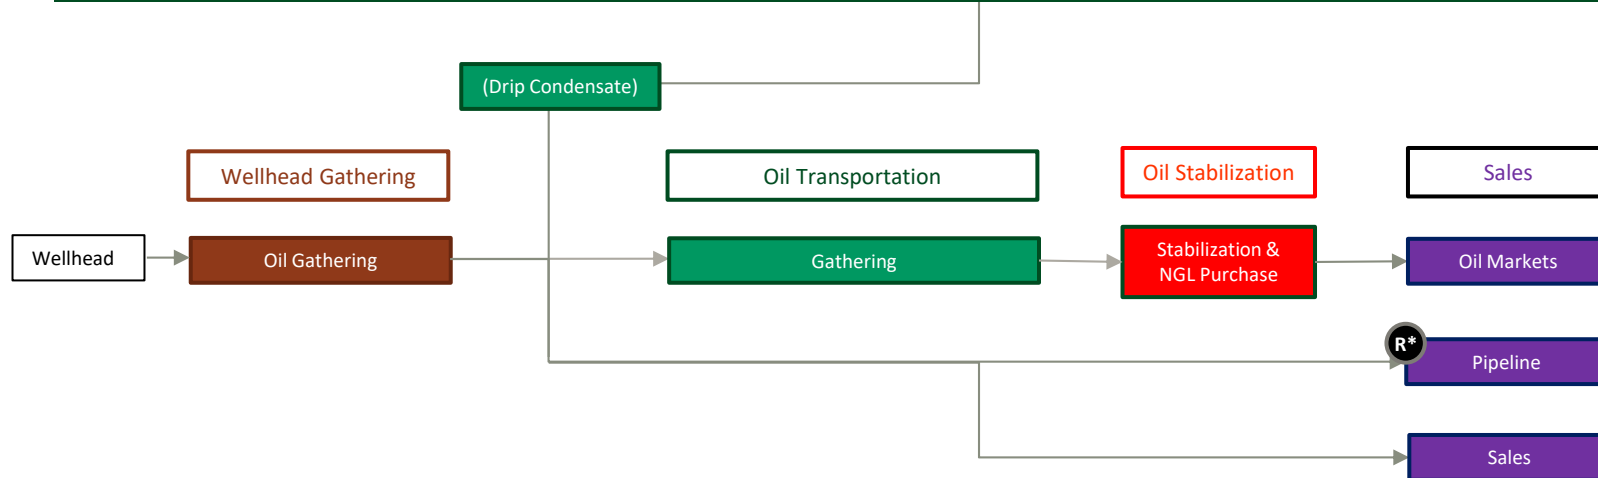 (Drip Condensate)
Wellhead Gathering
Oil Transportation
Oil Stabilization
Sales
Wellhead
Oil Gathering
Gathering
Stabilization &
NGL Purchase
Oil Markets
R*
Pipeline
Sales